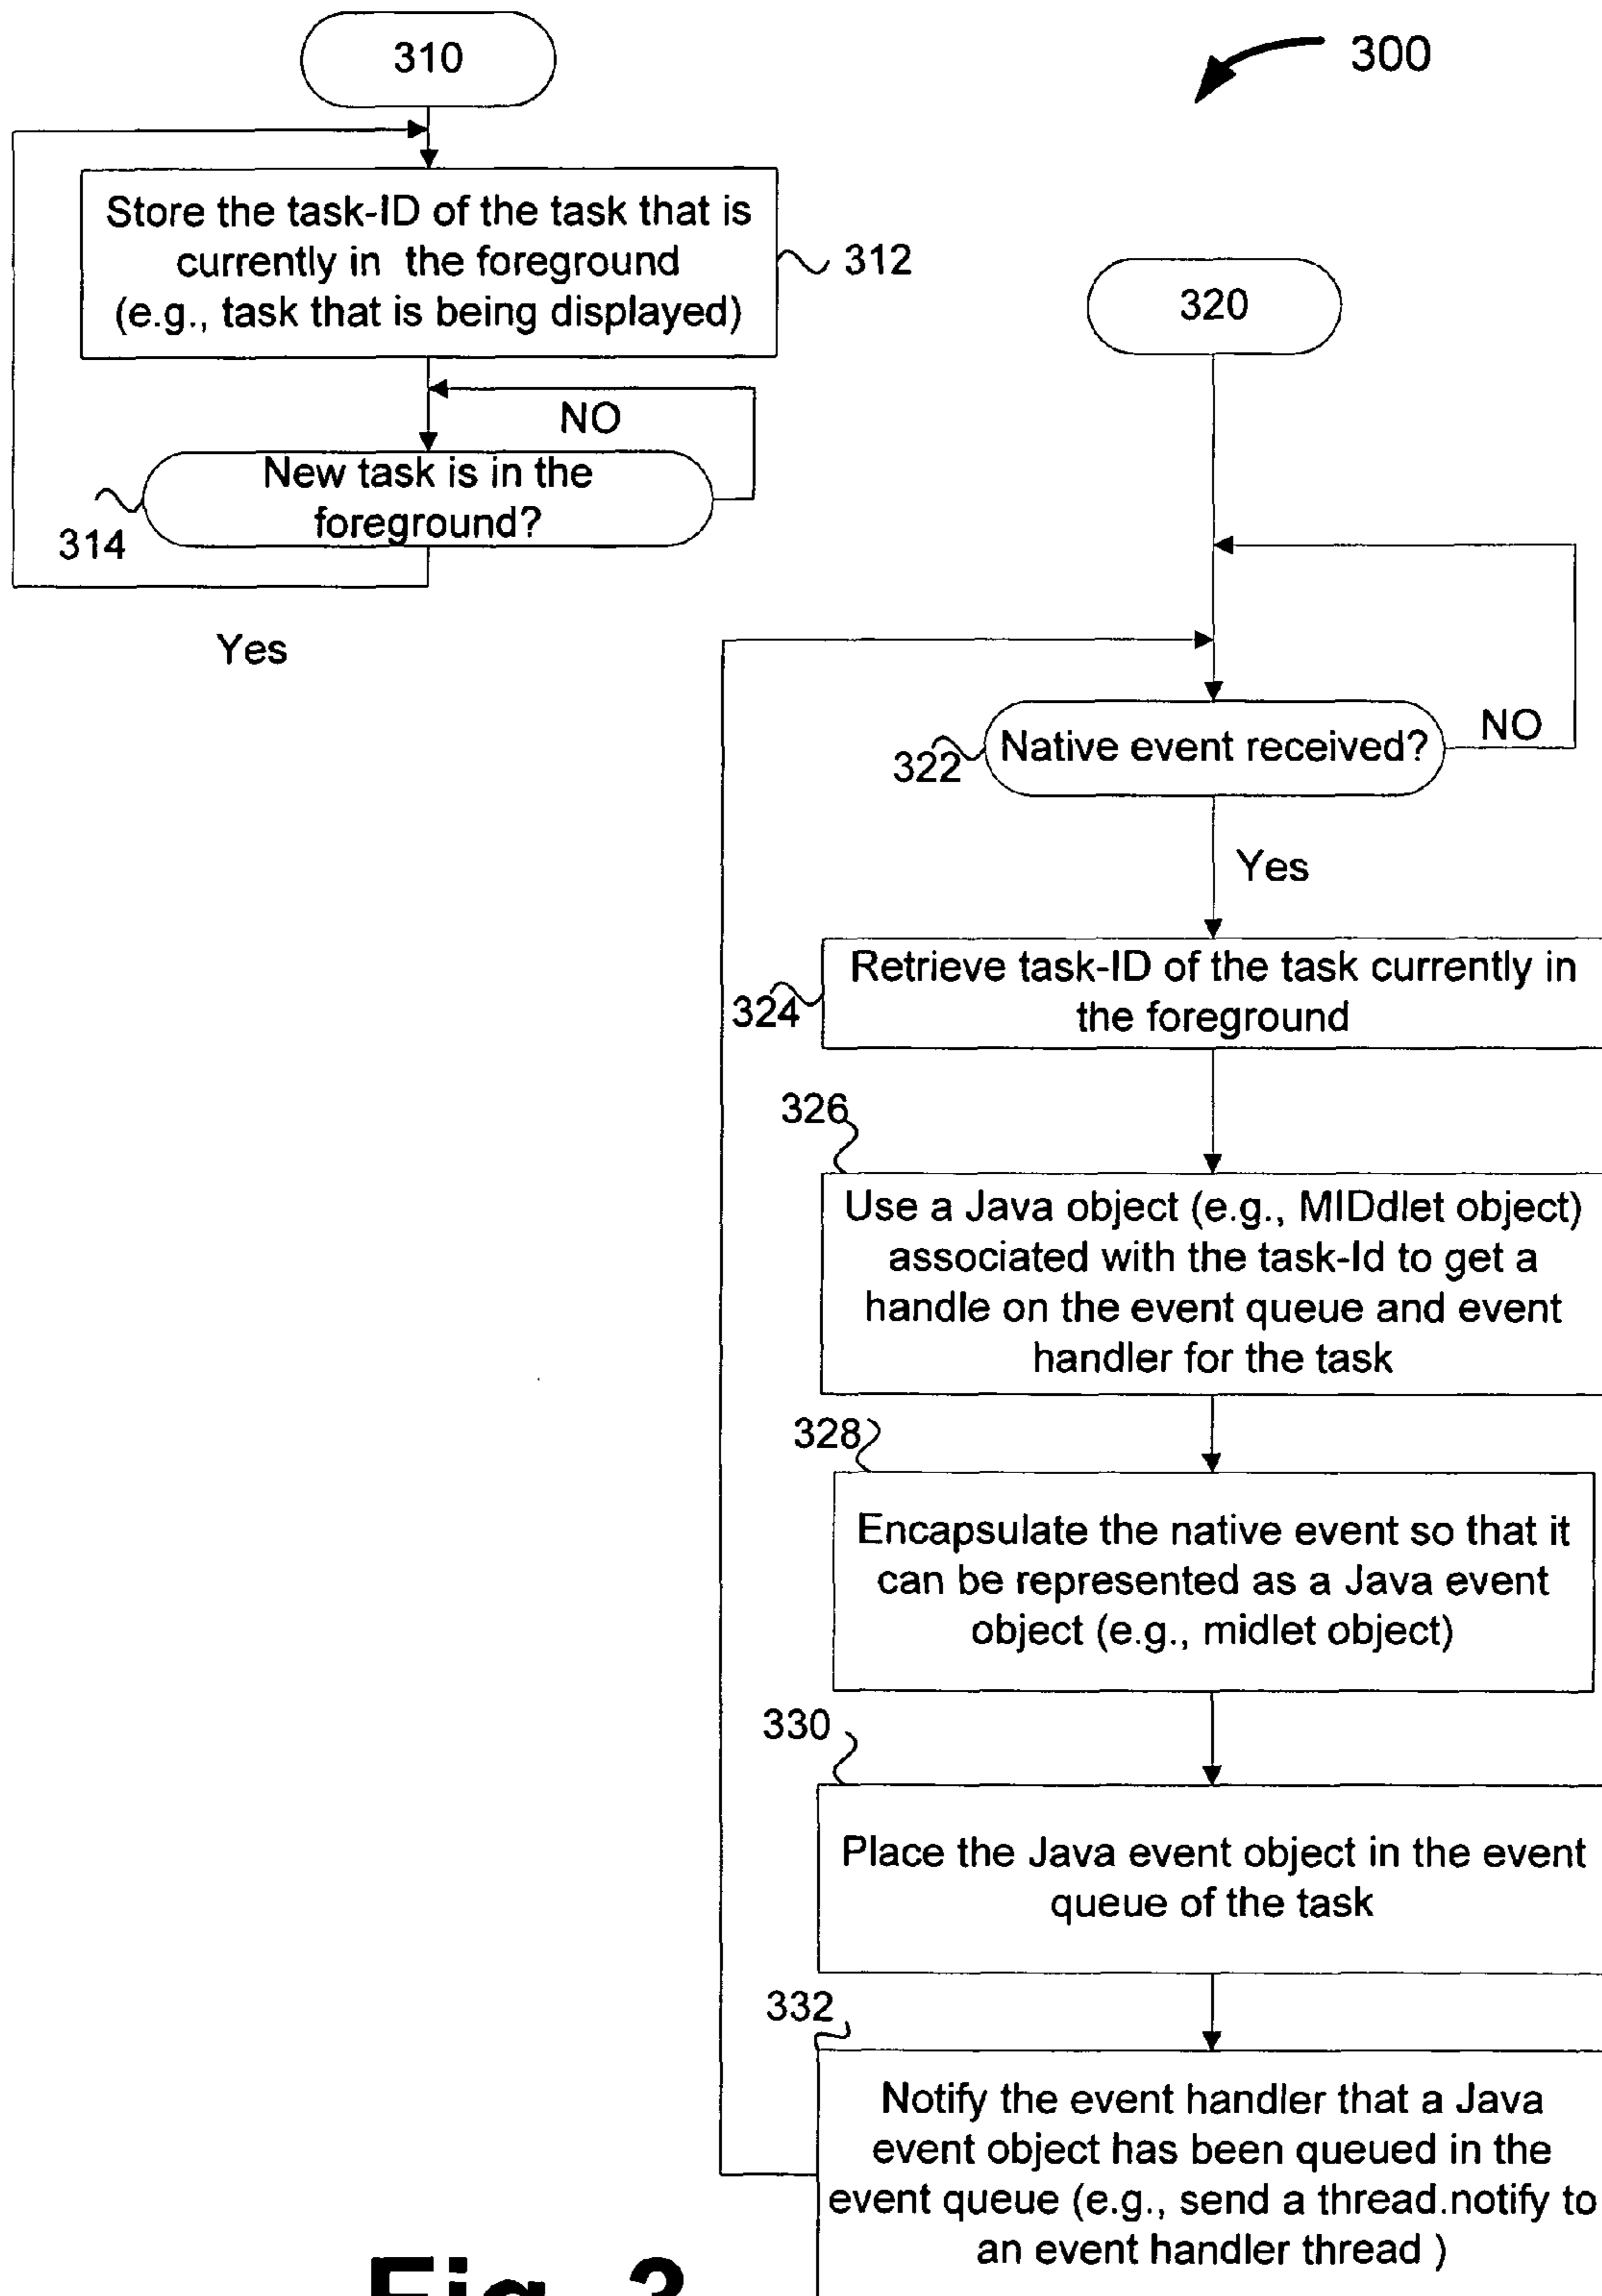 310
300
Store the task-ID of the task that is
currently in the foreground
(e.g., task that is being displayed)
312
NO
New task is in the
foreground?
314
Yes
320
Native event received?
322
NO
Yes
Retrieve task-ID of the task currently in
the foreground
324
326
Use a Java object (e.g., MIDdlet object)
associated with the task-Id to get a
handle on the event queue and event
handler for the task
328
Encapsulate the native event so that it
can be represented as a Java event
object (e.g., midlet object)
330
Place the Java event object in the event
queue of the task
332
Notify the event handler that a Java
event object has been queued in the
event queue (e.g., send a thread.notify to
an event handler thread )
Fig. 3